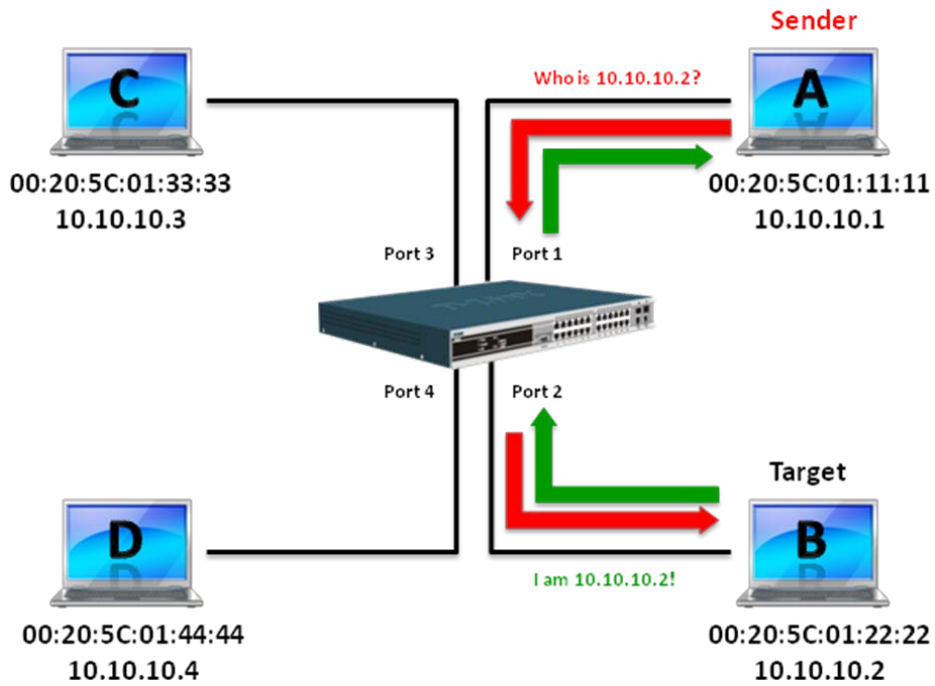 Sender
Who is 10.10.10.2?
C
A
00:20:5C:01:33:33
10.10.10.3
00:20:5C:01:11:11
10.10.10.1
Port 3
Port 1
Port 4
Port 2
Target
D
B
I am 10.10.10.2!
00:20:5C:01:44:44
10.10.10.4
00:20:5C:01:22:22
10.10.10.2